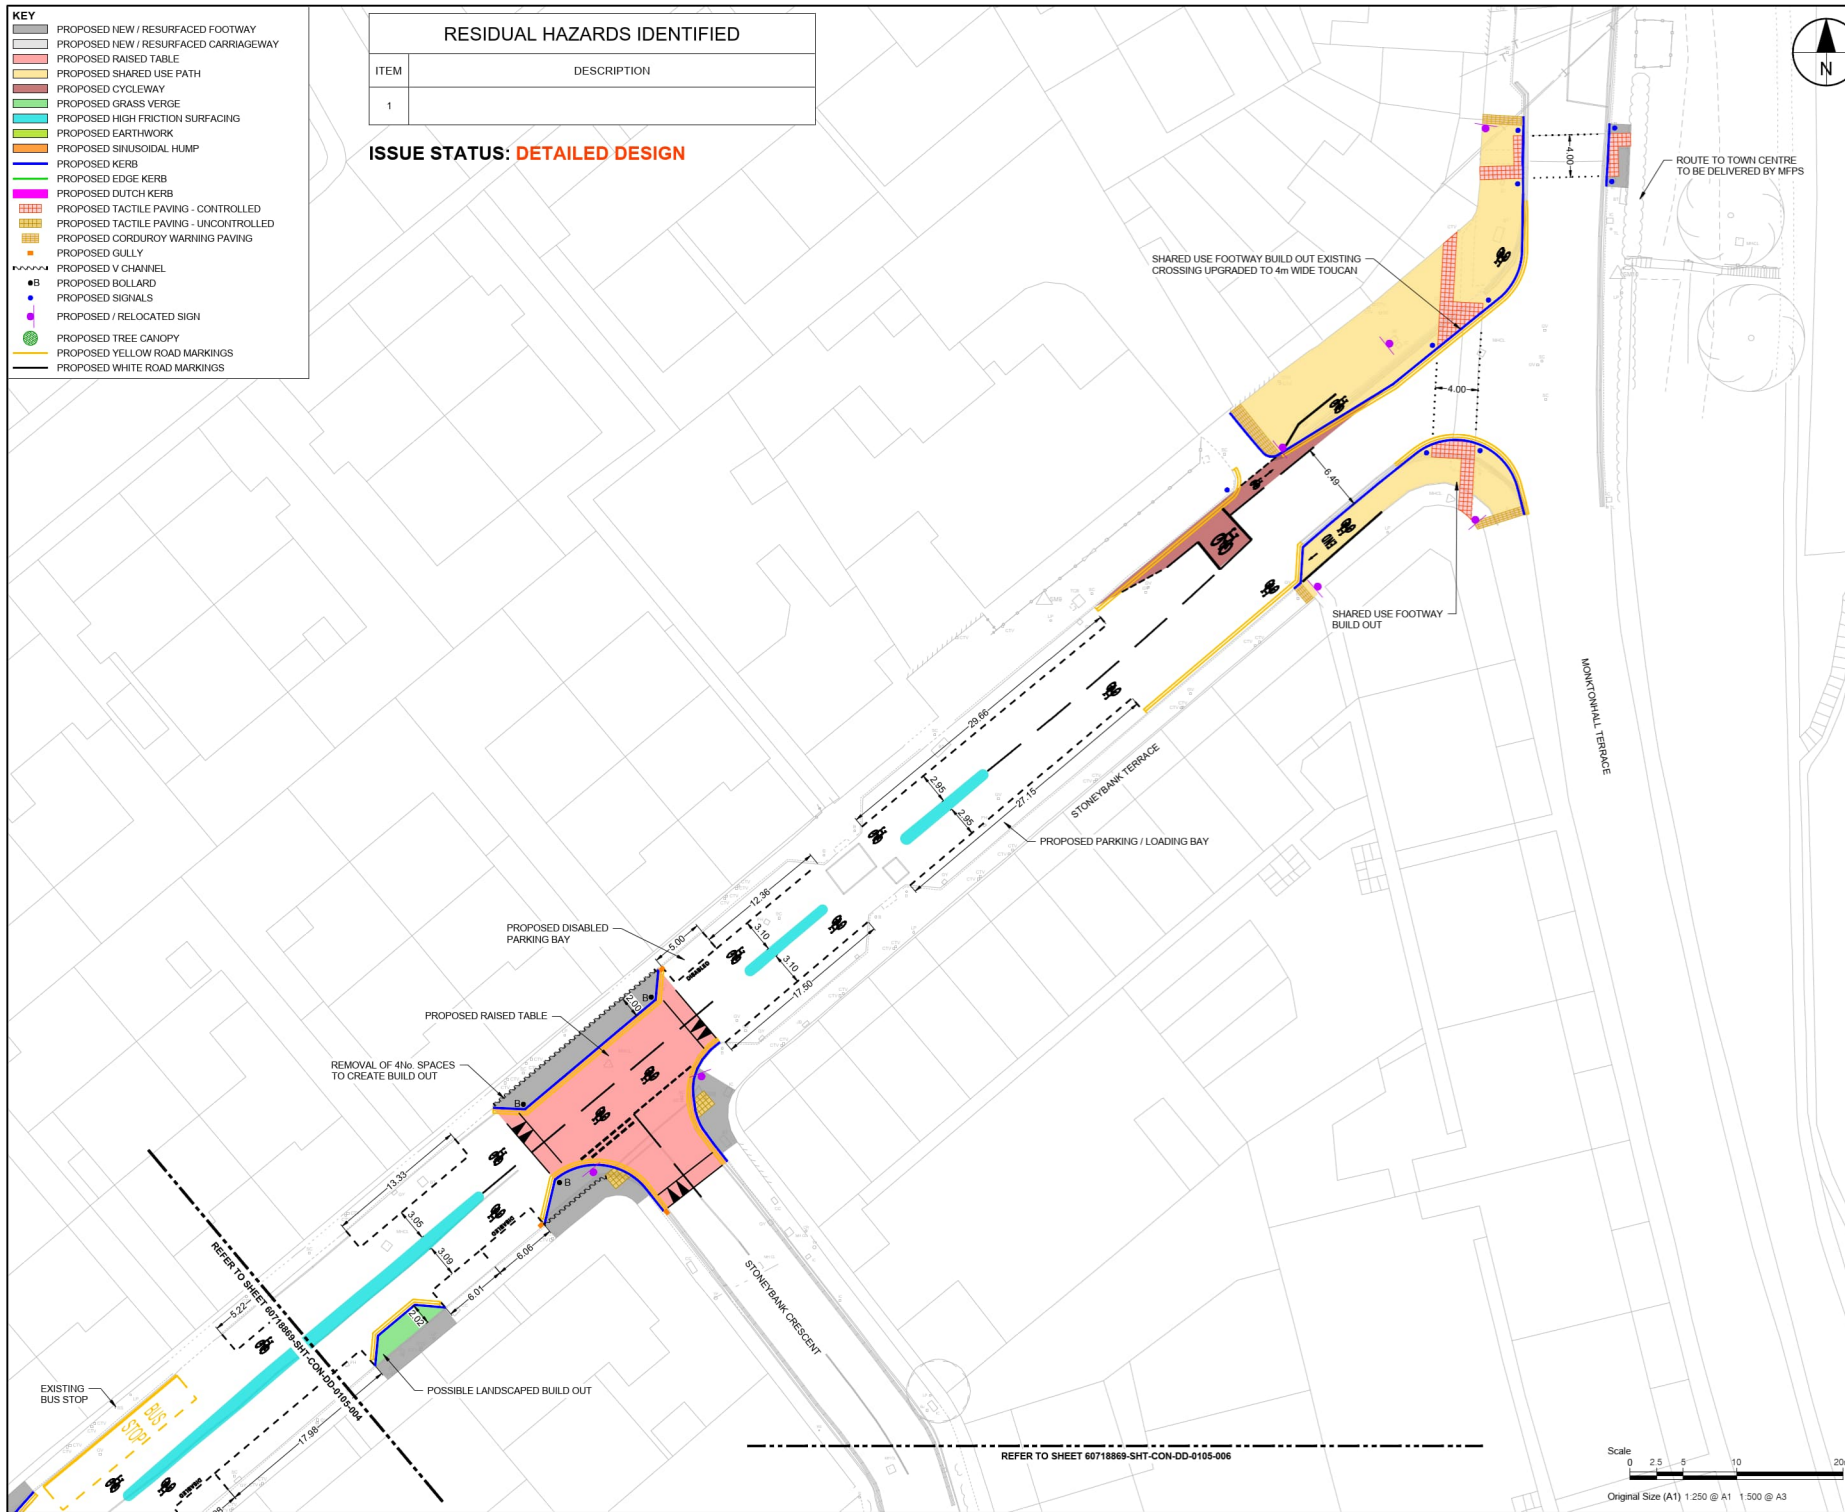 KEY
PROPOSED NEW / RESURFACED FOOTWAY
PROPOSED NEW / RESURFACED CARRIAGEWAY
PROPOSED RAISED TABLE
PROPOSED SHARED USE PATH
PROPOSED CYCLEWAY
PROPOSED GRASS VERGE
PROPOSED HIGH FRICTION SURFACING
PROPOSED EARTHWORK
PROPOSED SINUSOIDAL HUMP
PROPOSED KERB
PROPOSED EDGE KERB
PROPOSED DUTCH KERB
PROPOSED TACTILE PAVING - CONTROLLED
PROPOSED TACTILE PAVING - UNCONTROLLED
PROPOSED CORDUROY WARNING PAVING
PROPOSED GULLY
PROPOSED V CHANNEL
B PROPOSED BOLLARD
PROPOSED SIGNALS
PROPOSED / RELOCATED SIGN
PROPOSED TREE CANOPY
PROPOSED YELLOW ROAD MARKINGS
PROPOSED WHITE ROAD MARKINGS
RESIDUAL HAZARDS IDENTIFIED
ITEM DESCRIPTION
1
ISSUE STATUS: DETAILED DESIGN
N
4.00
ROUTE TO TOWN CENTRE
TO BE DELIVERED BY MFPS
SHARED USE FOOTWAY BUILD OUT EXISTING
CROSSING UPGRADED TO 4m WIDE TOUCAN
4.00
6.49
END
SHARED USE FOOTWAY
BUILD OUT
MONKTONHALL TERRACE
29.66
2.95
2.95
27.15
STONEYBANK TERRACE
PROPOSED PARKING / LOADING BAY
12.36
PROPOSED DISABLED
PARKING BAY
5.00
DISABLED
3.10
3.10
17.50
B
2.00
PROPOSED RAISED TABLE
REMOVAL OF 4No. SPACES
TO CREATE BUILD OUT
B
B
13.33
3.05
3.09
DISABLED
6.06
6.01
2.02
5.22
REFER TO SHEET 60718869-SHT-CON-DD-0105-004
STONEYBANK CRESCENT
POSSIBLE LANDSCAPED BUILD OUT
EXISTING
BUS STOP
BUS
STOP
17.98
DISABLED
REFER TO SHEET 60718869-SHT-CON-DD-0105-006
Scale
0 2.5 5 10 20
Original Size (A1) 1:250 @ A1 1:500 @ A3